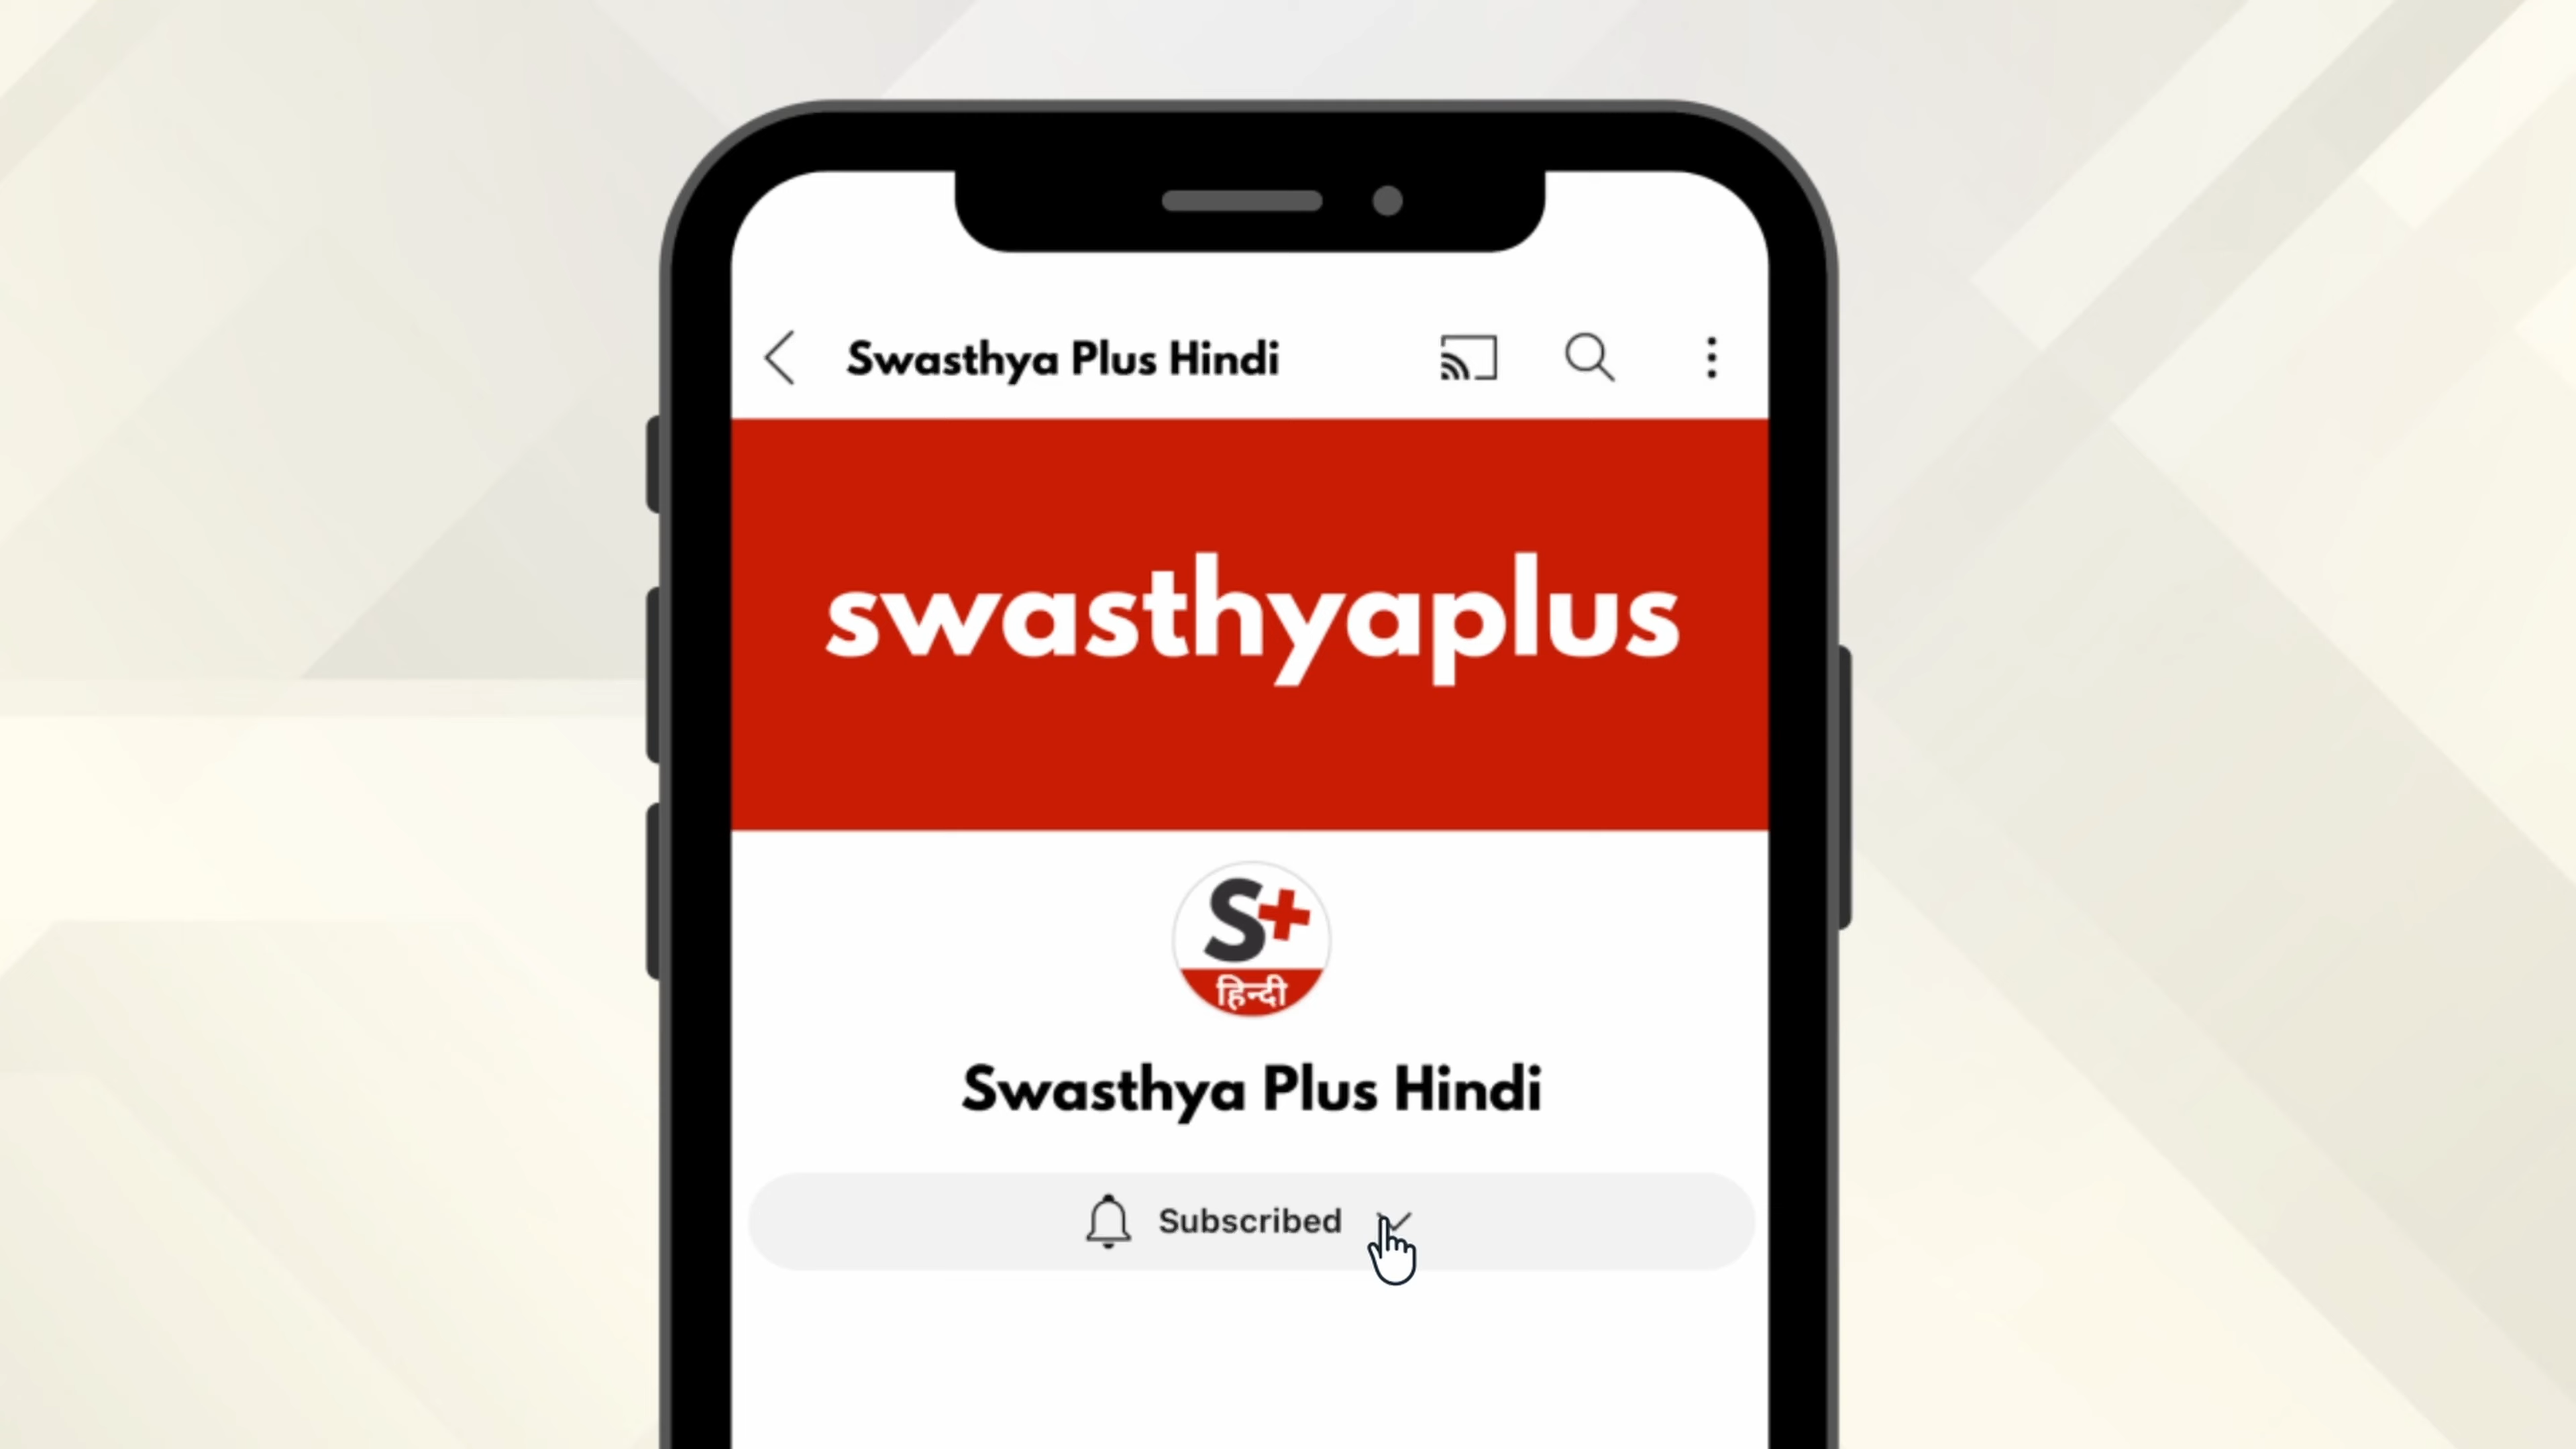 Swasthya Plus Hindi
swasthyaplus
S+
हिन्दी
Swasthya Plus Hindi
Subscribed